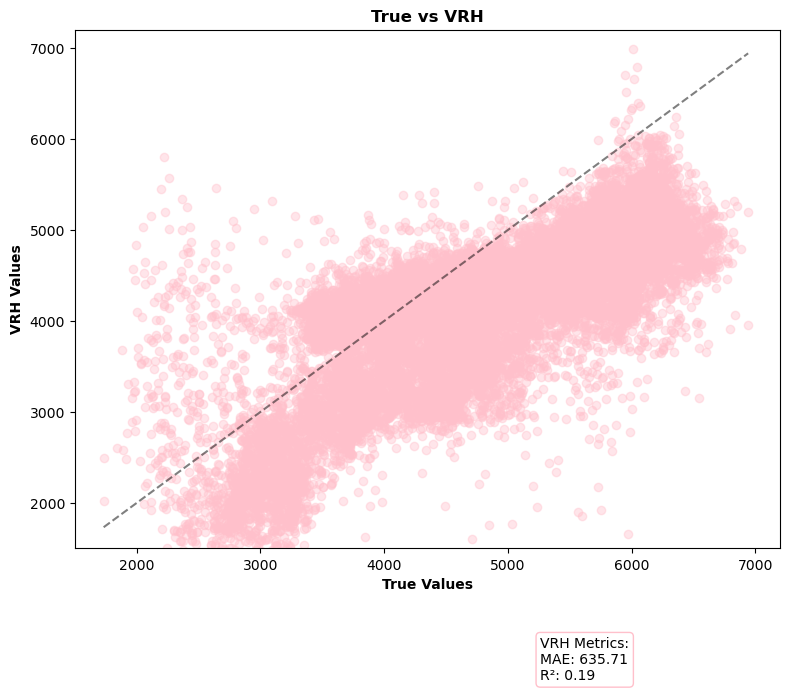 True vs VRH
VRH Values
7000
6000
5000
4000
3000
2000
2000 3000 4000 5000 6000 7000
True Values
VRH Metrics:
MAE: 635.71
R²: 0.19